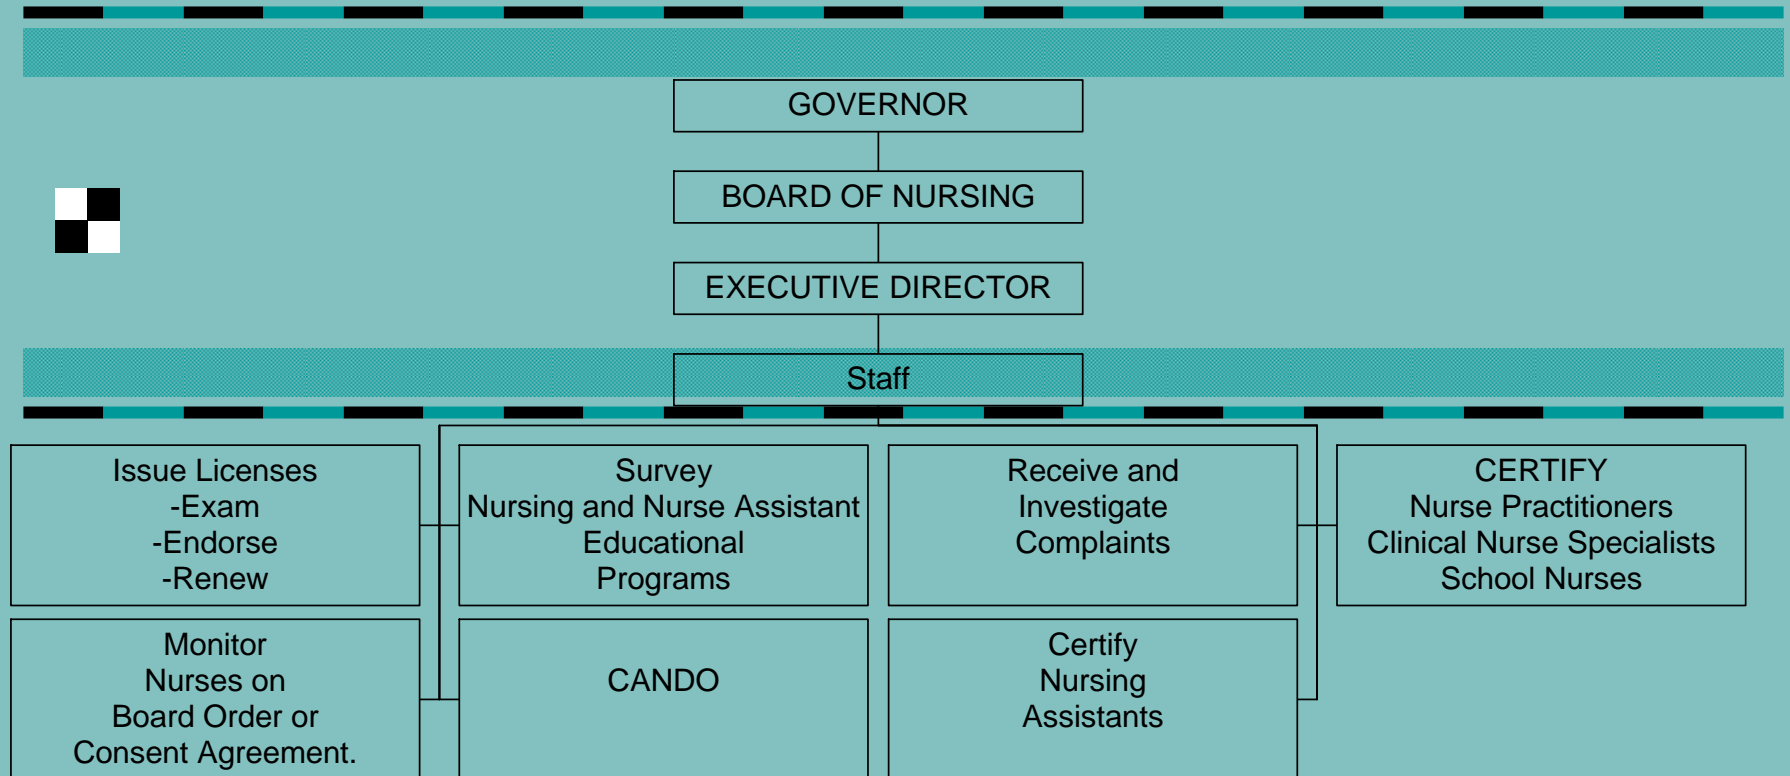 GOVERNOR
BOARD OF NURSING
EXECUTIVE DIRECTOR
Staff
Issue Licenses
-Exam
-Endorse
-Renew
Survey
Nursing and Nurse Assistant
Educational
Programs
Receive and
Investigate
Complaints
CERTIFY
Nurse Practitioners
Clinical Nurse Specialists
School Nurses
Monitor
Nurses on
Board Order or
Consent Agreement.
CANDO
Certify
Nursing
Assistants